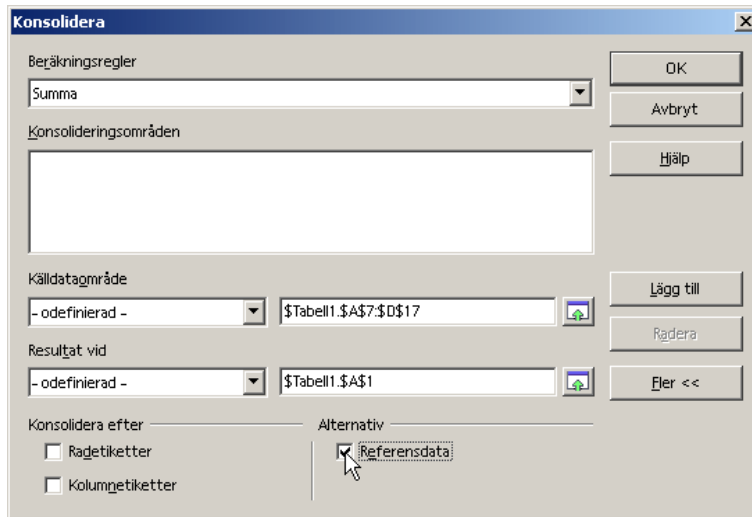 Konsolidera
Beräkningsregler
Summa
Konsolideringsområden
Källdataområde
- odefinierad -
$Tabell1.$A$7:$D$17
Resultat vid
- odefinierad -
$Tabell1.$A$1
Konsolidera efter
Radetiketter
Kolumnetiketter
Alternativ
Referensdata
OK
Avbryt
Hjälp
Lägg till
Radera
Fler <<